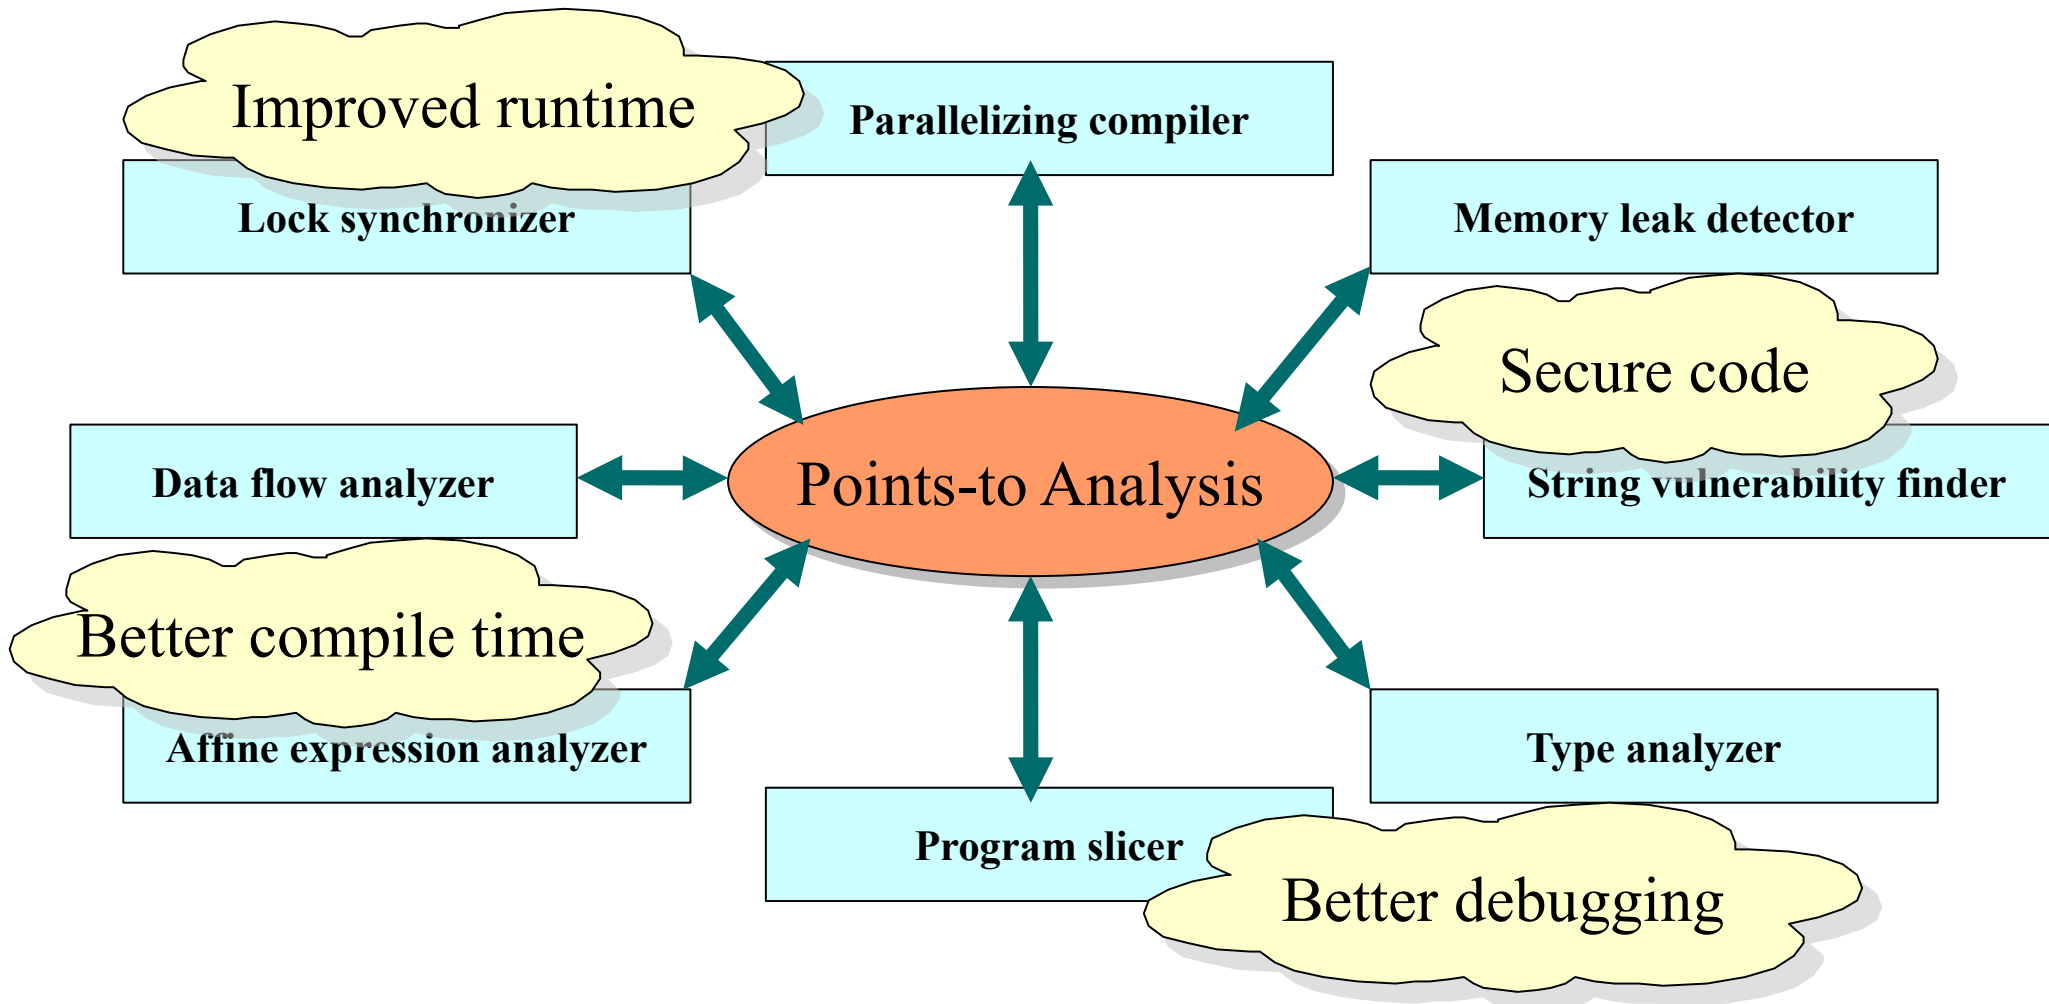 Improved runtime
Parallelizing compiler
Lock synchronizer
Memory leak detector
Secure code
Data flow analyzer
Points-to Analysis
String vulnerability finder
Better compile time
Affine expression analyzer
Type analyzer
Program slicer
Better debugging